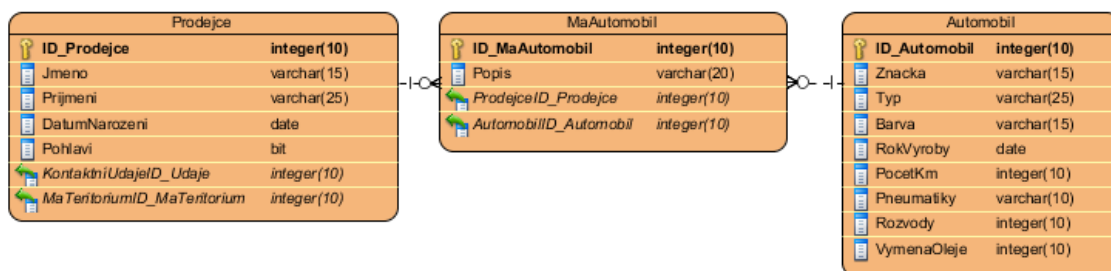 Prodejce
ID_Prodejce integer(10)
Jmeno varchar(15)
Prijmeni varchar(25)
DatumNarozeni date
Pohlavi bit
KontaktniUdajeID_Udaje integer(10)
MaTeritoriumID_MaTeritorium integer(10)
MaAutomobil
ID_MaAutomobil integer(10)
Popis varchar(20)
ProdejceID_Prodejce integer(10)
AutomobilID_Automobil integer(10)
Automobil
ID_Automobil integer(10)
Znacka varchar(15)
Typ varchar(25)
Barva varchar(15)
RokVyroby date
PocetKm integer(10)
Pneumatiky varchar(10)
Rozvody integer(10)
VymenaOleje integer(10)